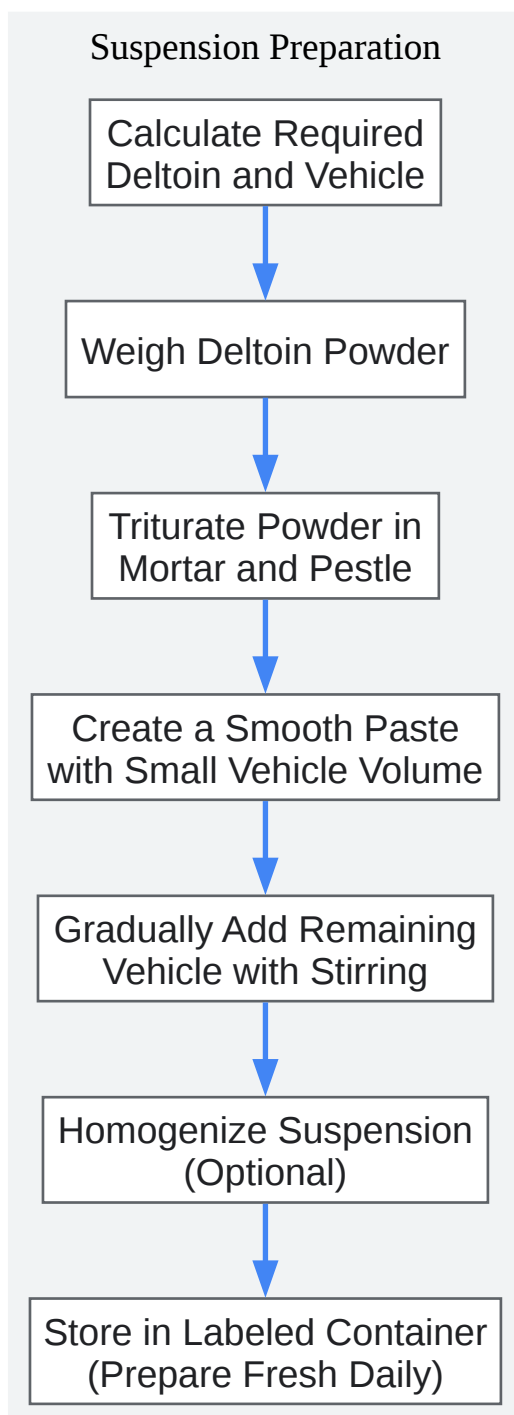 Suspension Preparation
Calculate Required
Deltoin and Vehicle
Weigh Deltoin Powder
Triturate Powder in
Mortar and Pestle
Create a Smooth Paste
with Small Vehicle Volume
Gradually Add Remaining
Vehicle with Stirring
Homogenize Suspension
(Optional)
Store in Labeled Container
(Prepare Fresh Daily)